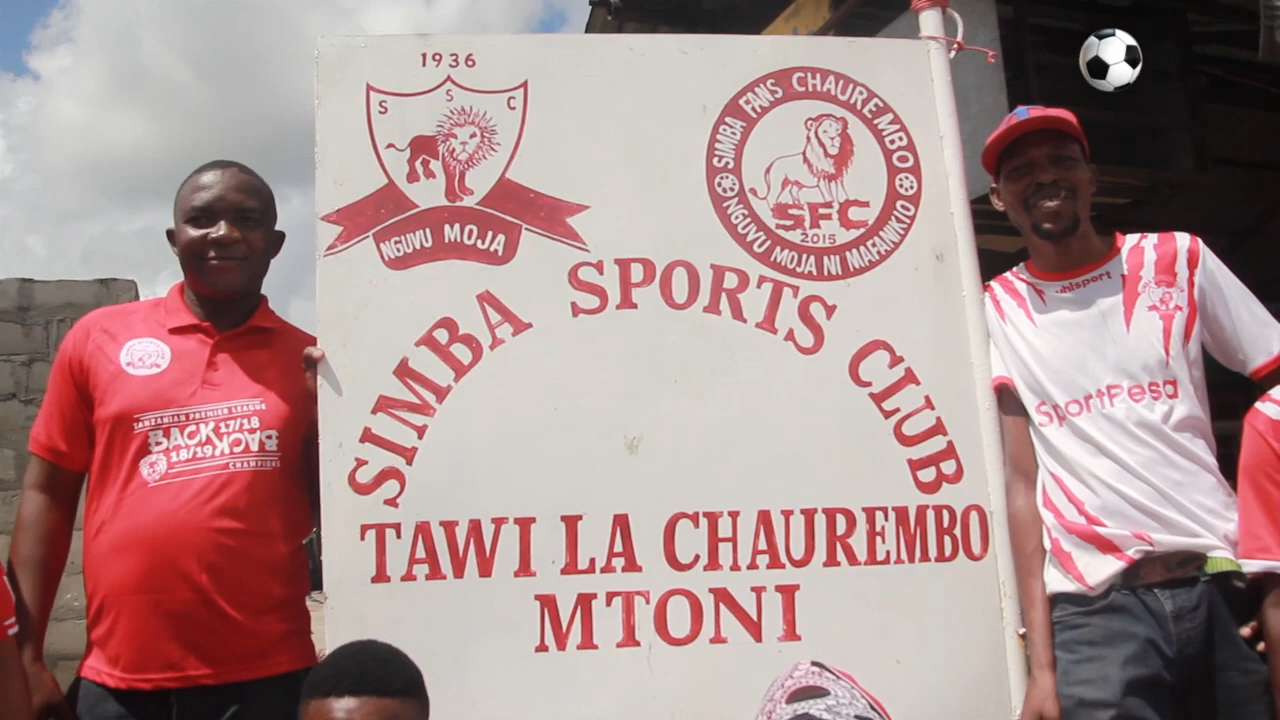 1936
S S C
NGUVU MOJA
SIMBA FANS CHAUREMBO
SFC
2015
NGUVU MOJA NI MAFANIKIO
SIMBA SPORTS CLUB
TAWI LA CHAUREMBO
MTONI
TANZANIAN PREMIER LEAGUE
BACK 17/18
18/19 BACK
CHAMPIONS
uhlsport
SportPesa